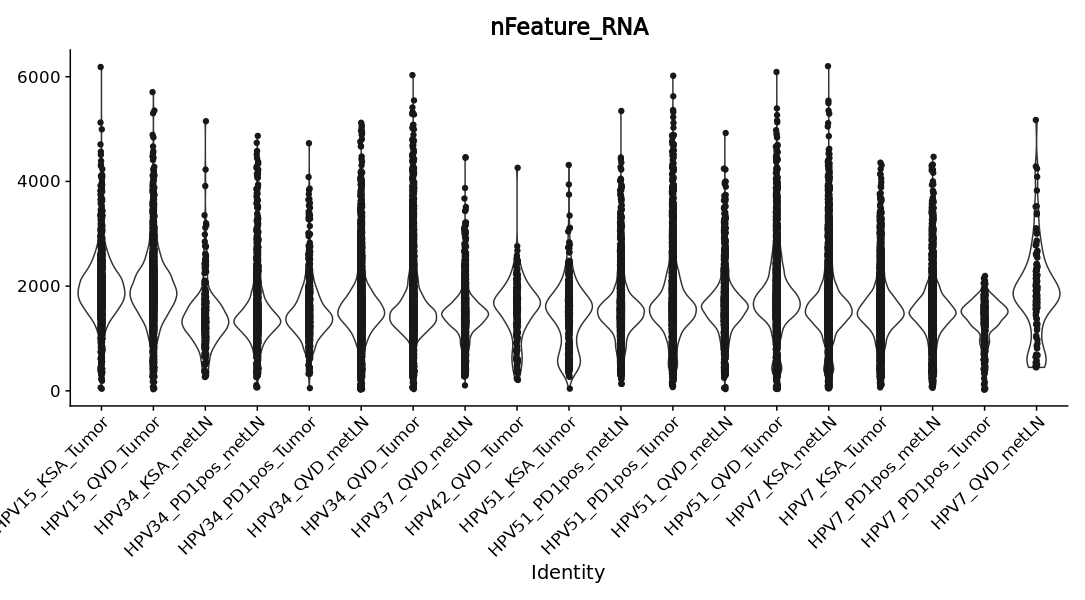 nFeature_RNA
6000
4000
2000
0
HPV15_KSA_Tumor
HPV15_QVD_Tumor
HPV34_KSA_metLN
HPV34_PD1pos_metLN
HPV34_PD1pos_Tumor
HPV34_QVD_metLN
HPV34_QVD_Tumor
HPV37_QVD_metLN
HPV42_QVD_Tumor
HPV51_KSA_Tumor
HPV51_PD1pos_metLN
HPV51_PD1pos_Tumor
HPV51_QVD_metLN
HPV51_QVD_Tumor
HPV7_KSA_metLN
HPV7_KSA_Tumor
HPV7_PD1pos_metLN
HPV7_PD1pos_Tumor
HPV7_QVD_metLN
Identity